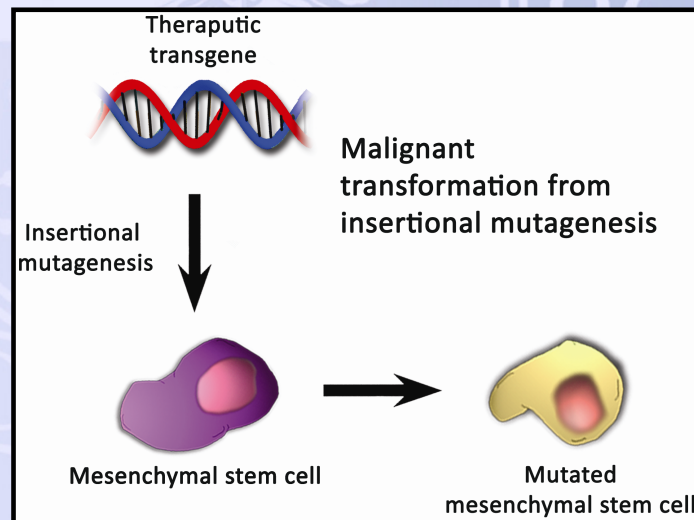 Theraputic
transgene
Malignant
transformation from
insertional mutagenesis
Insertional
mutagenesis
Mesenchymal stem cell
Mutated
mesenchymal stem cell